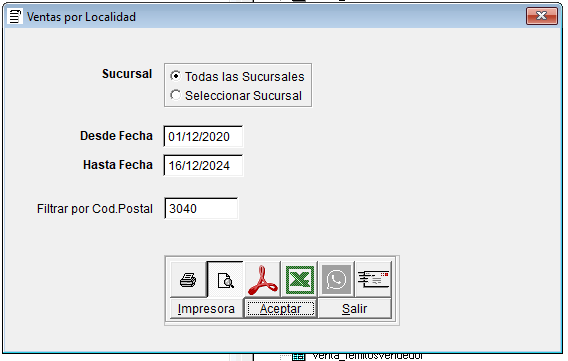 Ventas por Localidad
Sucursal
Todas las Sucursales
Seleccionar Sucursal
Desde Fecha 01/12/2020
Hasta Fecha 16/12/2024
Filtrar por Cod.Postal 3040
Impresora Aceptar Salir
venta_remitosvendedor